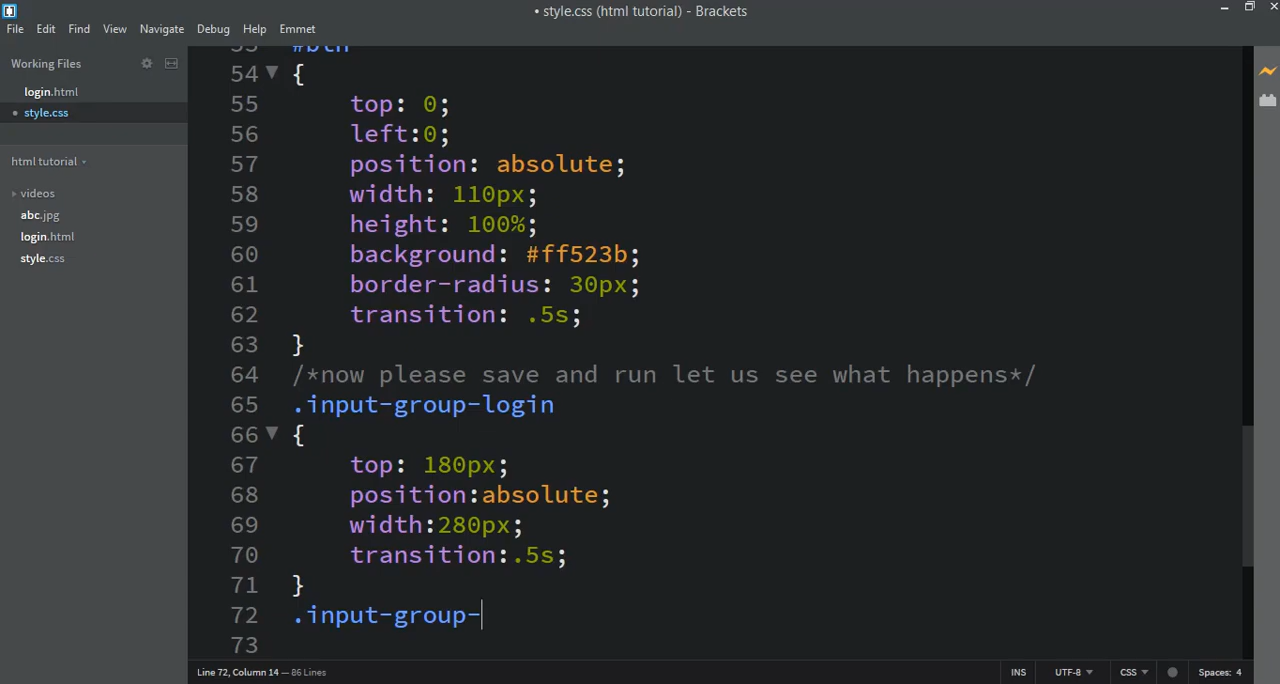 • style.css (html tutorial) - Brackets
File Edit Find View Navigate Debug Help Emmet
Working Files
login.html
• style.css
html tutorial
videos
abc.jpg
login.html
style.css
53 #btn
54 {
55 top: 0;
56 left:0;
57 position: absolute;
58 width: 110px;
59 height: 100%;
60 background: #ff523b;
61 border-radius: 30px;
62 transition: .5s;
63 }
64 /*now please save and run let us see what happens*/
65 .input-group-login
66 {
67 top: 180px;
68 position:absolute;
69 width:280px;
70 transition:.5s;
71 }
72 .input-group-
73
Line 72, Column 14 — 86 Lines
INS UTF-8 CSS Spaces: 4